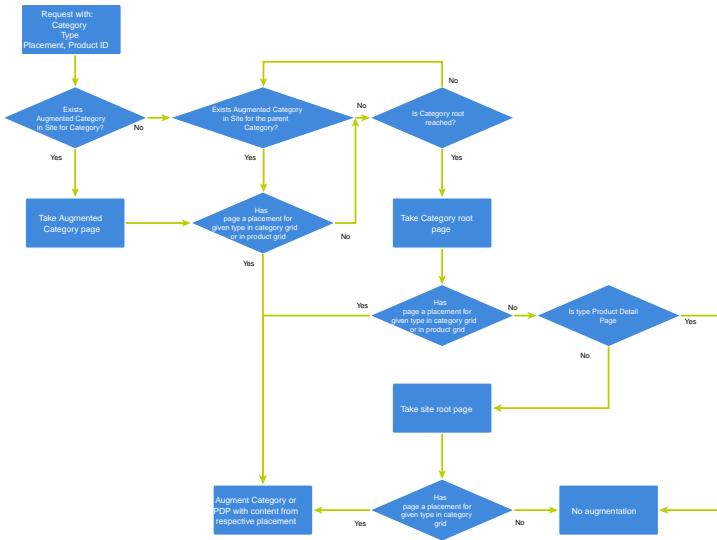 Request with:
Category
Type
Placement, Product ID
No
Exists
Augmented Category
in Site for Category?
No
Yes
Exists Augmented Category
in Site for the parent
Category?
No
Yes
Is Category root
reached?
Yes
Take Augmented
Category page
Has
page a placement for
given type in category grid
or in product grid
No
Yes
Take Category root
page
Has
page a placement for
given type in category grid
or in product grid
Yes
No
Is type Product Detail
Page
Yes
No
Take site root page
Augment Category or
PDP with content from
respective placement
Has
page a placement for
given type in category
grid
Yes
No
No augmentation